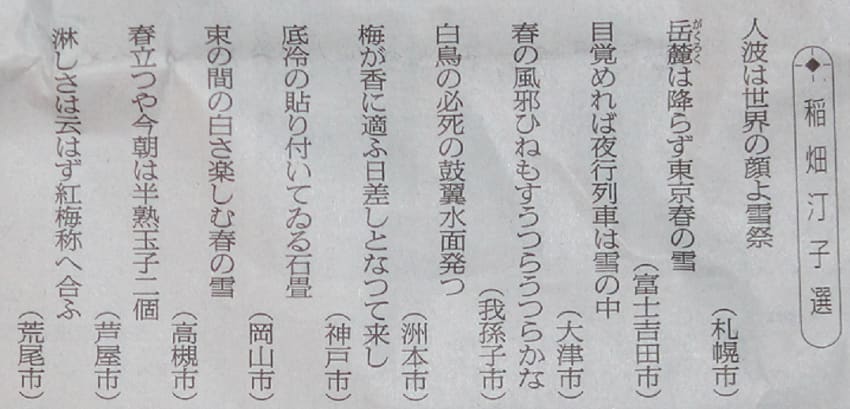 稲畑汀子選
人波は世界の顔よ雪祭
（札幌市）
岳麓は降らず東京春の雪
がくろく
（富士吉田市）
目覚めれば夜行列車は雪の中
（大津市）
春の風邪ひねもすうつらうつらかな
（我孫子市）
白鳥の必死の鼓翼水面発つ
（洲本市）
梅が香に適ふ日差しとなつて来し
（神戸市）
底冷の貼り付いてゐる石畳
（岡山市）
束の間の白さ楽しむ春の雪
（高槻市）
春立つや今朝は半熟玉子二個
（芦屋市）
淋しさは云はず紅梅称へ合ふ
（荒尾市）